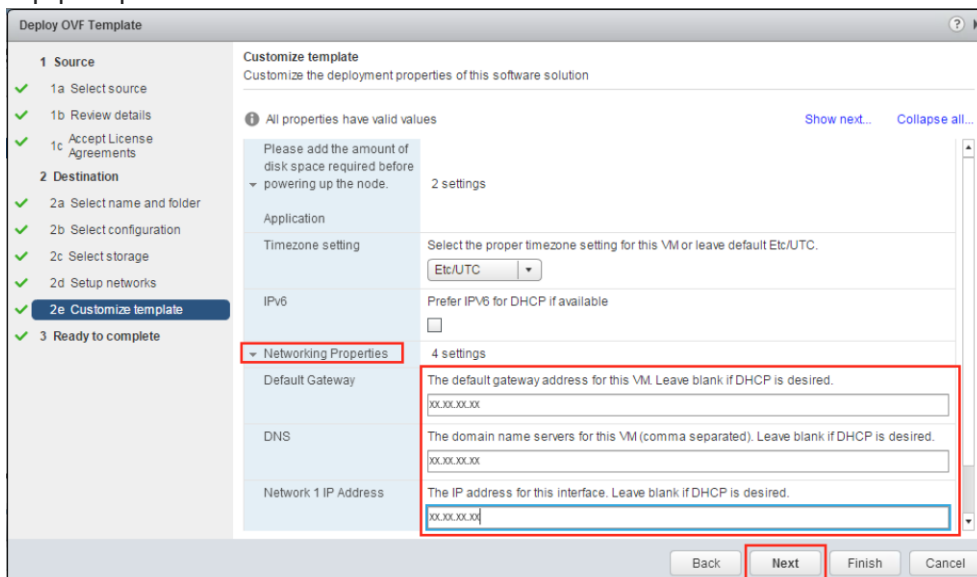 Deploy OVF Template
?
1 Source
1a Select source
1b Review details
1c Accept License
Agreements
2 Destination
2a Select name and folder
2b Select configuration
2c Select storage
2d Setup networks
2e Customize template
3 Ready to complete
Customize template
Customize the deployment properties of this software solution
All properties have valid values
Show next...
Collapse all...
Please add the amount of
disk space required before
powering up the node.
2 settings
Application
Timezone setting
Select the proper timezone setting for this VM or leave default Etc/UTC.
Etc/UTC
IPv6
Prefer IPV6 for DHCP if available
Networking Properties
4 settings
Default Gateway
The default gateway address for this VM. Leave blank if DHCP is desired.
xx.xx.xx.xx
DNS
The domain name servers for this VM (comma separated). Leave blank if DHCP is desired.
xx.xx.xx.xx
Network 1 IP Address
The IP address for this interface. Leave blank if DHCP is desired.
xx.xx.xx.xx
Back
Next
Finish
Cancel